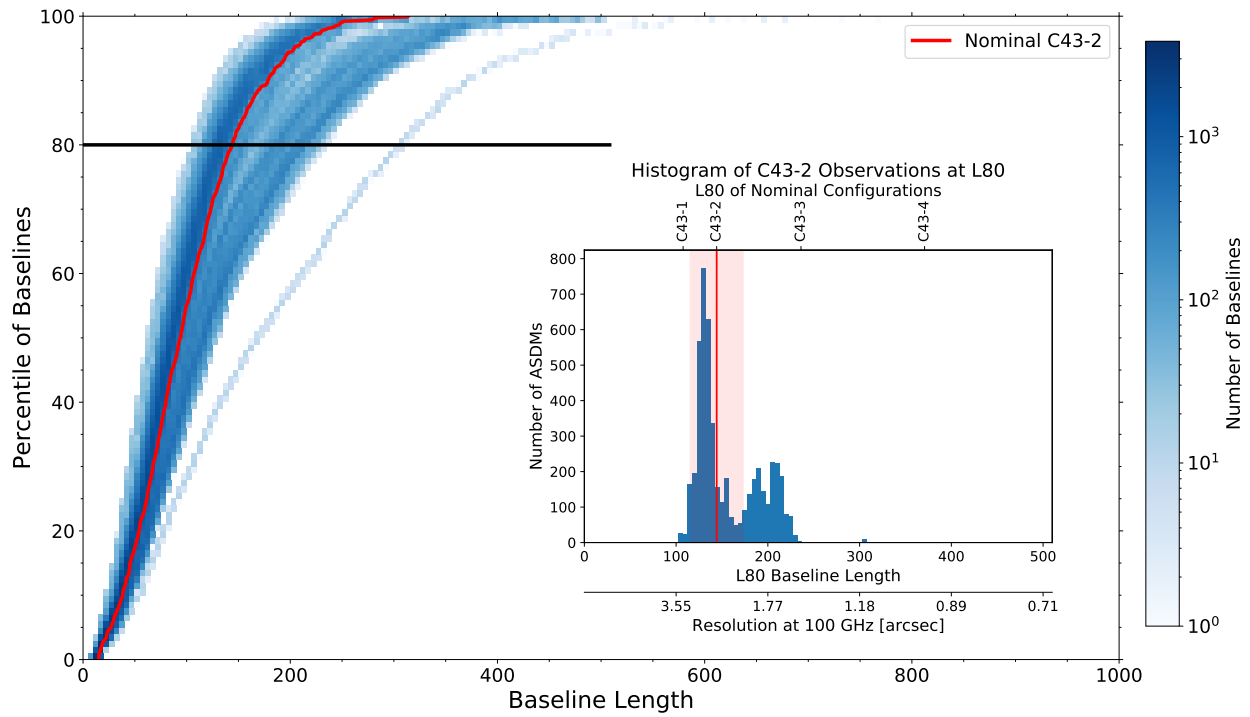 100
80
60
40
20
0
Percentile of Baselines
0 200 400 600 800 1000
Baseline Length
Nominal C43-2
Histogram of C43-2 Observations at L80
L80 of Nominal Configurations
C43-1 C43-2 C43-3 C43-4
800
700
600
500
400
300
200
100
0
Number of ASDMs
0 100 200 300 400 500
L80 Baseline Length
3.55 1.77 1.18 0.89 0.71
Resolution at 100 GHz [arcsec]
10³
10²
10¹
10⁰
Number of Baselines